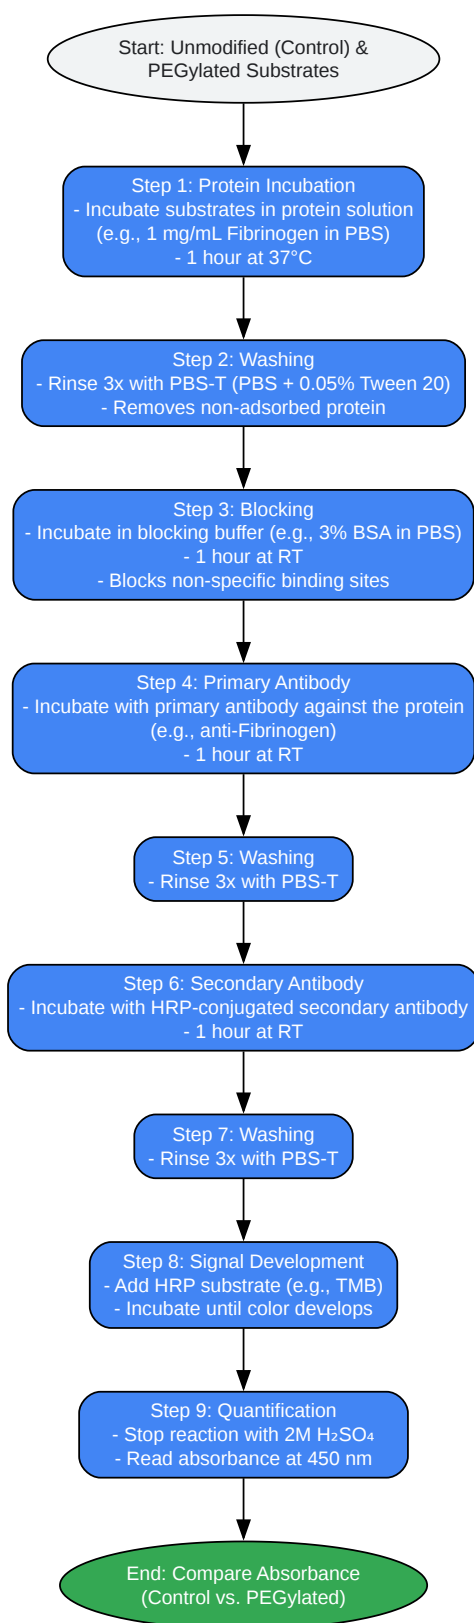 Start: Unmodified (Control) &
PEGylated Substrates
Step 1: Protein Incubation
- Incubate substrates in protein solution
(e.g., 1 mg/mL Fibrinogen in PBS)
- 1 hour at 37°C
Step 2: Washing
- Rinse 3x with PBS-T (PBS + 0.05% Tween 20)
- Removes non-adsorbed protein
Step 3: Blocking
- Incubate in blocking buffer (e.g., 3% BSA in PBS)
- 1 hour at RT
- Blocks non-specific binding sites
Step 4: Primary Antibody
- Incubate with primary antibody against the protein
(e.g., anti-Fibrinogen)
- 1 hour at RT
Step 5: Washing
- Rinse 3x with PBS-T
Step 6: Secondary Antibody
- Incubate with HRP-conjugated secondary antibody
- 1 hour at RT
Step 7: Washing
- Rinse 3x with PBS-T
Step 8: Signal Development
- Add HRP substrate (e.g., TMB)
- Incubate until color develops
Step 9: Quantification
- Stop reaction with 2M H₂SO₄
- Read absorbance at 450 nm
End: Compare Absorbance
(Control vs. PEGylated)